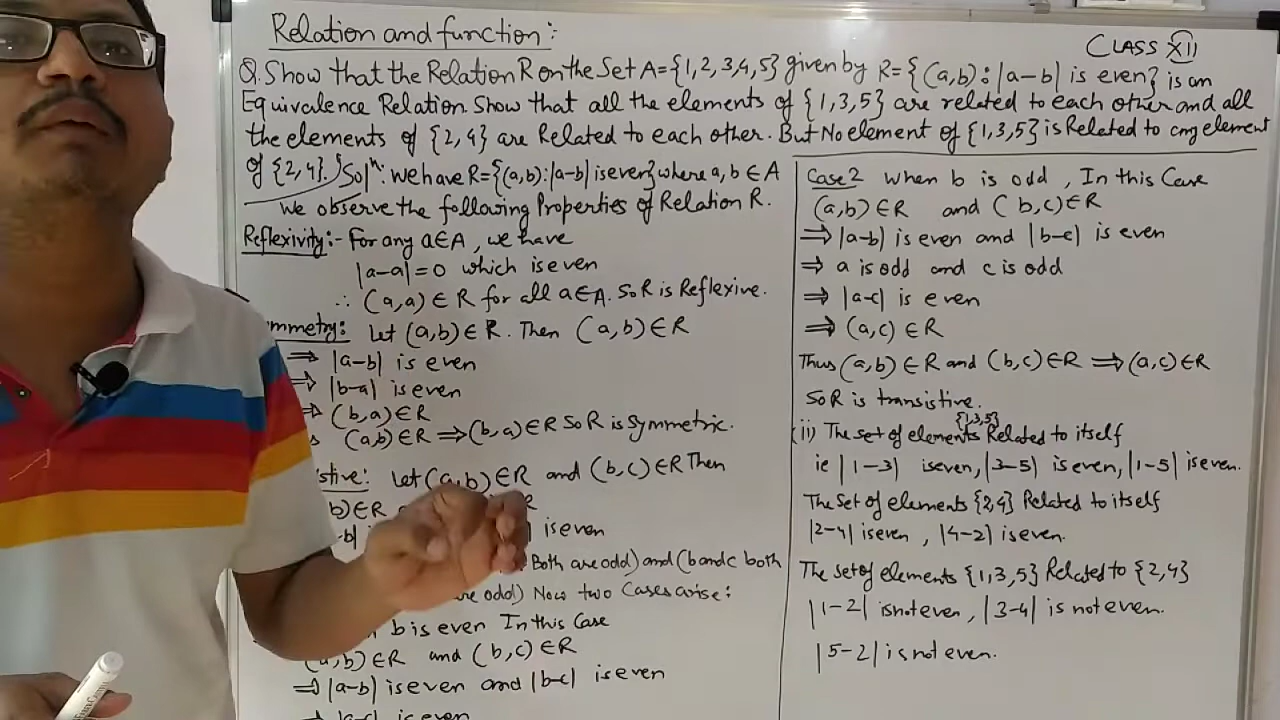 Relation and function:
CLASS XII
Q. Show that the Relation R on the Set A = {1, 2, 3, 4, 5} given by R = {(a,b) : |a-b| is even} is an
Equivalence Relation. Show that all the elements of {1,3,5} are related to each other and all
the elements of {2, 4} are Related to each other. But No element of {1,3,5} is Related to any element
of {2,4}. Solⁿ: we have R={(a,b):|a-b| is even} where a, b ∈ A
we observe the following Properties of Relation R.
Reflexivity:- For any a∈A, we have
|a-a|=0 which is even
∴ (a,a) ∈ R for all a∈A. So R is Reflexive.
mmetry: Let (a,b)∈R. Then (a,b)∈R
⇒ |a-b| is even
⇒ |b-a| is even
⇒ (b,a)∈R
s (a,b)∈R ⇒(b,a)∈R So R is symmetric.
stive: Let (a,b)∈R and (b,c)∈R Then
b)∈R R
-b| is even
Both are odd) and (b and c both
re odd) Now two Cases arise:
b is even In this Case
(a,b)∈R and (b,c)∈R
⇒ |a-b| is even and |b-c| is even
⇒ |a-c| is even
Case 2 when b is odd, In this Case
(a,b)∈R and (b,c)∈R
⇒ |a-b| is even and |b-c| is even
⇒ a is odd and c is odd
⇒ |a-c| is even
⇒ (a,c)∈R
Thus (a,b)∈R and (b,c)∈R ⇒(a,c)∈R
So R is transistive.
{1,3,5}
(ii) The set of elements Related to itself
ie |1-3| is even, |3-5| is even, |1-5| is even.
The Set of elements {2,4} Related to itself
|2-4| is even, |4-2| is even.
The set of elements {1,3,5} Related to {2,4}
|1-2| is not even, |3-4| is not even.
|5-2| is not even.